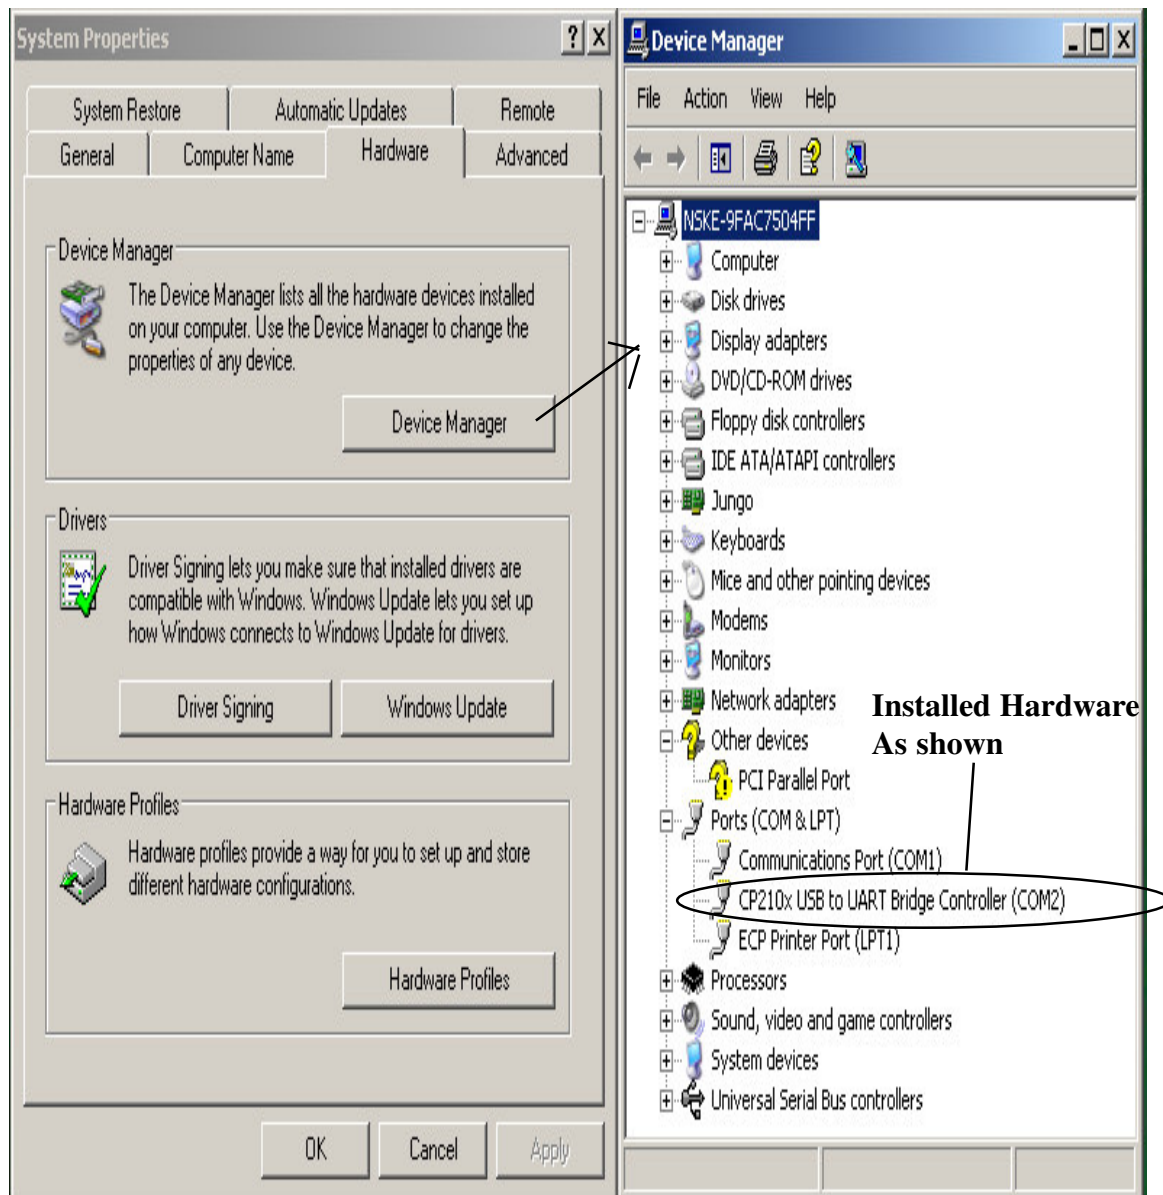 System Properties
System Restore
Automatic Updates
Remote
General
Computer Name
Hardware
Advanced
Device Manager
The Device Manager lists all the hardware devices installed
on your computer. Use the Device Manager to change the
properties of any device.
Device Manager
Drivers
Driver Signing lets you make sure that installed drivers are
compatible with Windows. Windows Update lets you set up
how Windows connects to Windows Update for drivers.
Driver Signing
Windows Update
Hardware Profiles
Hardware profiles provide a way for you to set up and store
different hardware configurations.
Hardware Profiles
OK
Cancel
Apply
Device Manager
File Action View Help
NSKE-9FAC7504FF
Computer
Disk drives
Display adapters
DVD/CD-ROM drives
Floppy disk controllers
IDE ATA/ATAPI controllers
Jungo
Keyboards
Mice and other pointing devices
Modems
Monitors
Network adapters
Installed Hardware
As shown
Other devices
PCI Parallel Port
Ports (COM & LPT)
Communications Port (COM1)
CP210x USB to UART Bridge Controller (COM2)
ECP Printer Port (LPT1)
Processors
Sound, video and game controllers
System devices
Universal Serial Bus controllers